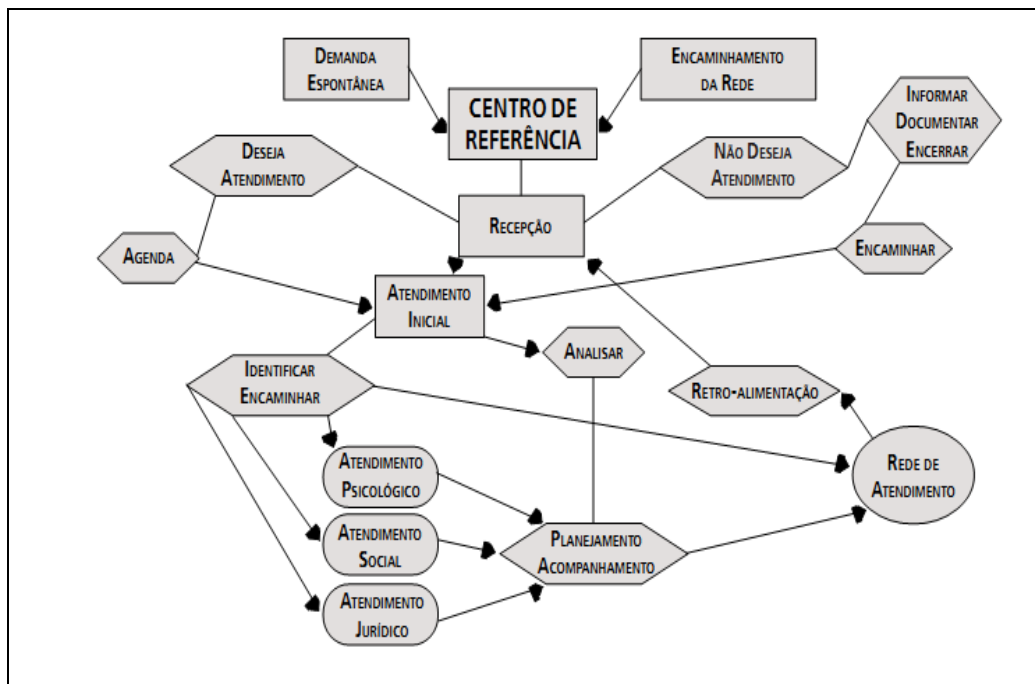 DEMANDA
ESPONTÂNEA
ENCAMINHAMENTO
DA REDE
CENTRO DE
REFERÊNCIA
INFORMAR
DOCUMENTAR
ENCERRAR
DESEJA
ATENDIMENTO
NÃO DESEJA
ATENDIMENTO
RECEPÇÃO
AGENDA
ENCAMINHAR
ATENDIMENTO
INICIAL
ANALISAR
IDENTIFICAR
ENCAMINHAR
RETRO-ALIMENTAÇÃO
ATENDIMENTO
PSICOLÓGICO
REDE DE
ATENDIMENTO
ATENDIMENTO
SOCIAL
PLANEJAMENTO
ACOMPANHAMENTO
ATENDIMENTO
JURÍDICO